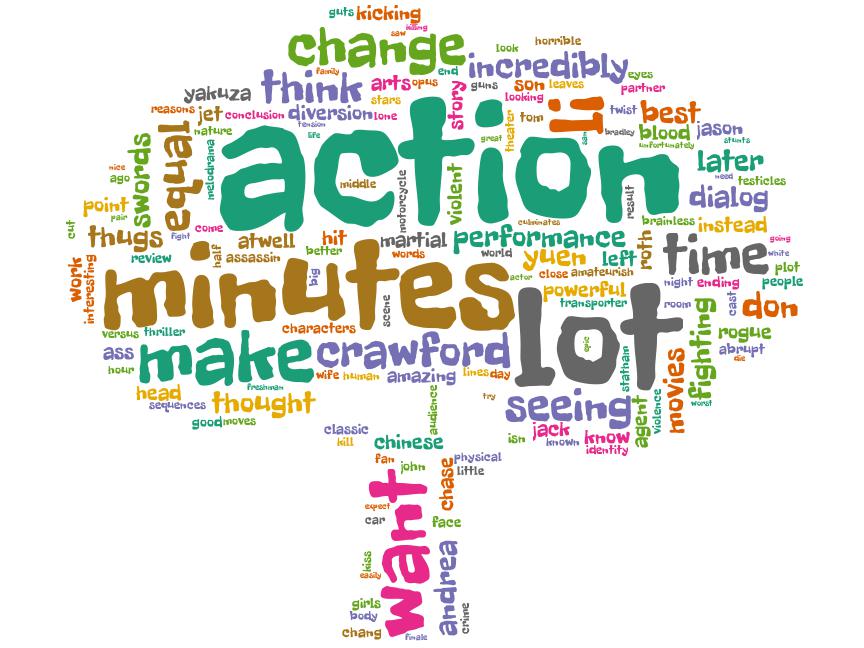 guts kicking
killing
saw
change look horrible
incredibly
family end eyes
think arts opus guns son leaves partner
yakuza stars story looking
reasons jet conclusion diversion lone theater tom li twist best
tension bradley blood jason
nature life great san unfortunately stunts
action
swords equal melodrama later
nice need
ago middle motorcycle violent result testicles
point dialog
pair
cut come culminates brainless instead
thugs fight atwell hit martial performance roth going
half better words world yuen left time white
review assassin plot
work interesting big actor close amateurish people
minutes powerful night ending
scene transporter room cast don
versus thriller characters lot fighting rogue
ass make crawford epic abrupt
hour die
wife human amazing lines day statham movies
head freshman try worst
sequences thought audience seeing agent violence
good moves
classic jack
kill chinese isn known know
identity
fan physical
john chase little
want
expect
car face
kiss andrea
easily
girls
body crime
chang finale